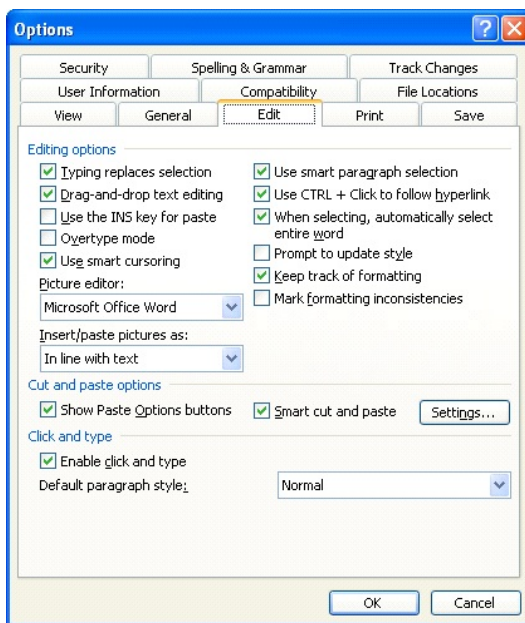 Options
Security Spelling & Grammar Track Changes
User Information Compatibility File Locations
View General Edit Print Save
Editing options
Typing replaces selection
Drag-and-drop text editing
Use the INS key for paste
Overtype mode
Use smart cursoring
Picture editor:
Microsoft Office Word
Insert/paste pictures as:
In line with text
Use smart paragraph selection
Use CTRL + Click to follow hyperlink
When selecting, automatically select
entire word
Prompt to update style
Keep track of formatting
Mark formatting inconsistencies
Cut and paste options
Show Paste Options buttons Smart cut and paste Settings...
Click and type
Enable click and type
Default paragraph style: Normal
OK Cancel